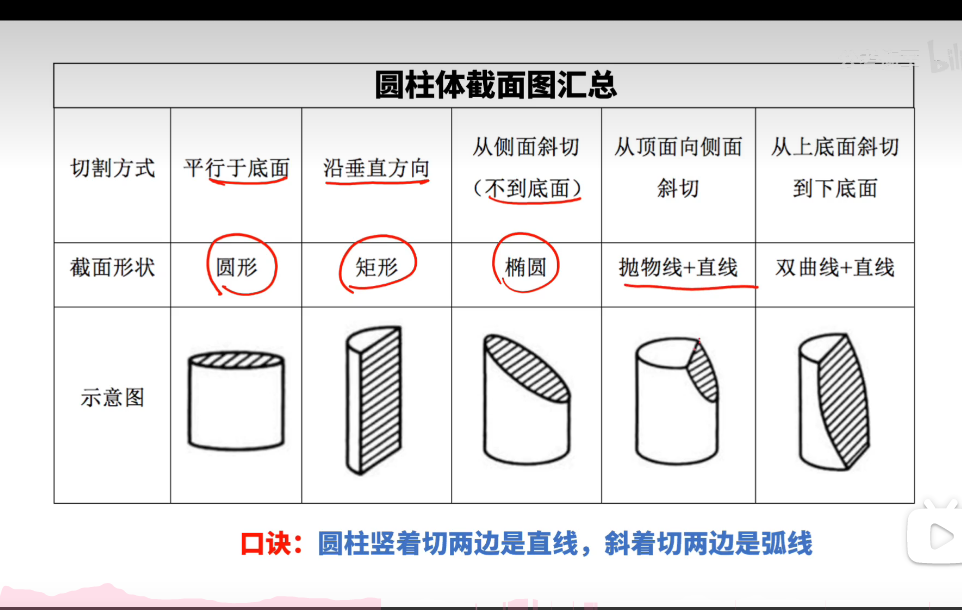 圆柱体截面图汇总
切割方式
平行于底面
沿垂直方向
从侧面斜切
（不到底面）
从顶面向侧面
斜切
从上底面斜切
到下底面
截面形状
圆形
矩形
椭圆
抛物线+直线
双曲线+直线
示意图
口诀：圆柱竖着切两边是直线，斜着切两边是弧线